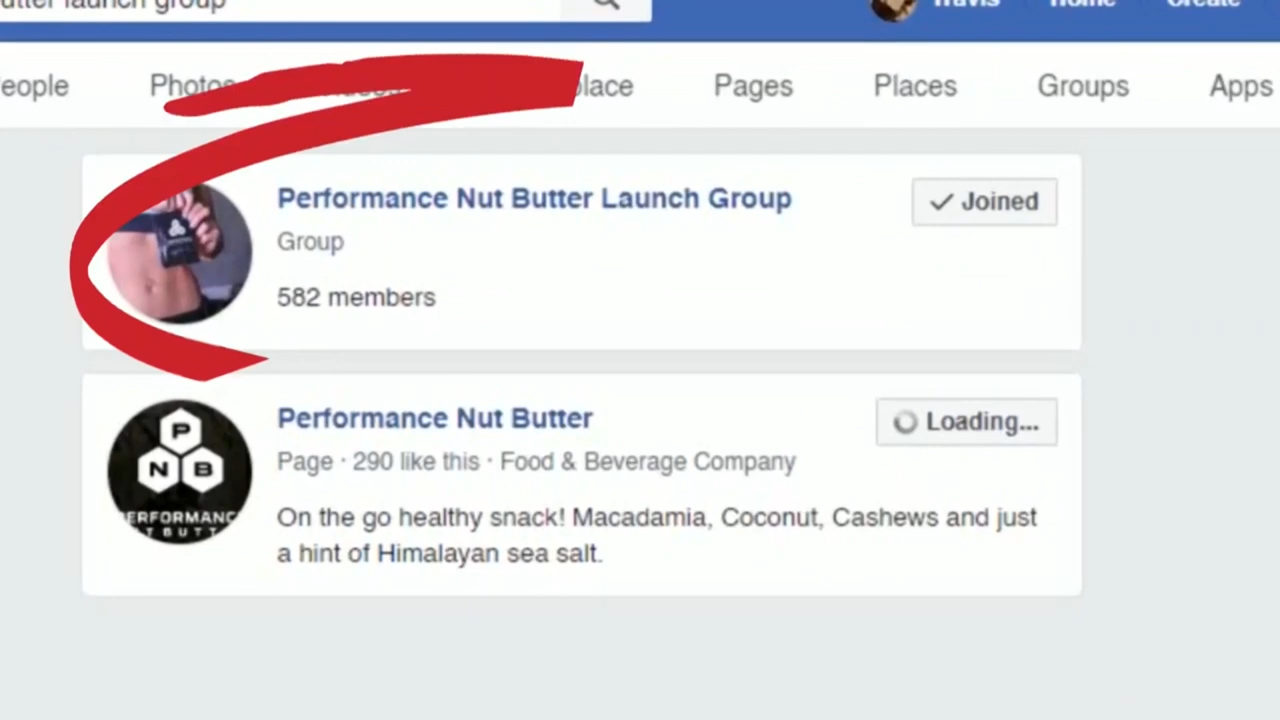 utter launch group
Travis Home Create
eople Photos place Pages Places Groups Apps
Performance Nut Butter Launch Group
Joined
Group
582 members
Performance Nut Butter
Loading...
Page · 290 like this · Food & Beverage Company
On the go healthy snack! Macadamia, Coconut, Cashews and just
a hint of Himalayan sea salt.
P
N B
ERFORMANC
T BUTT